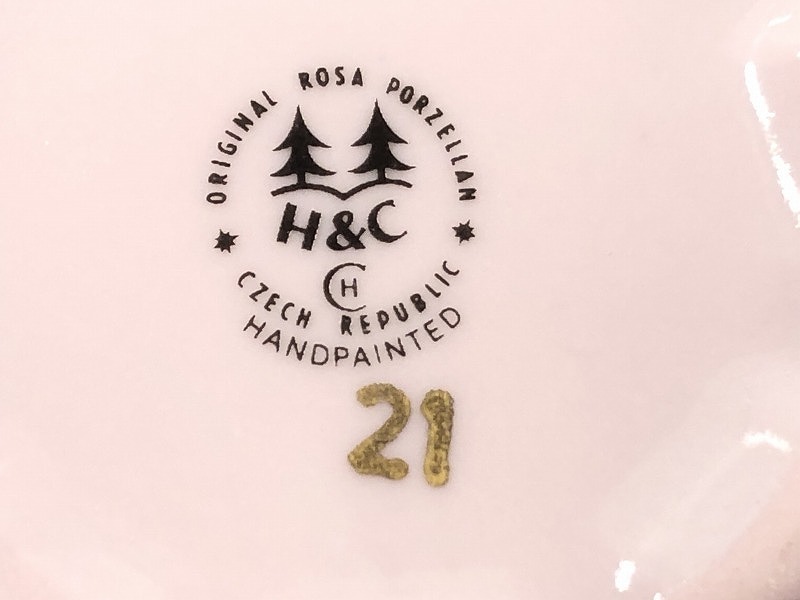 ORIGINAL ROSA PORZELLAN
H&C
CH
CZECH REPUBLIC
HANDPAINTED
21